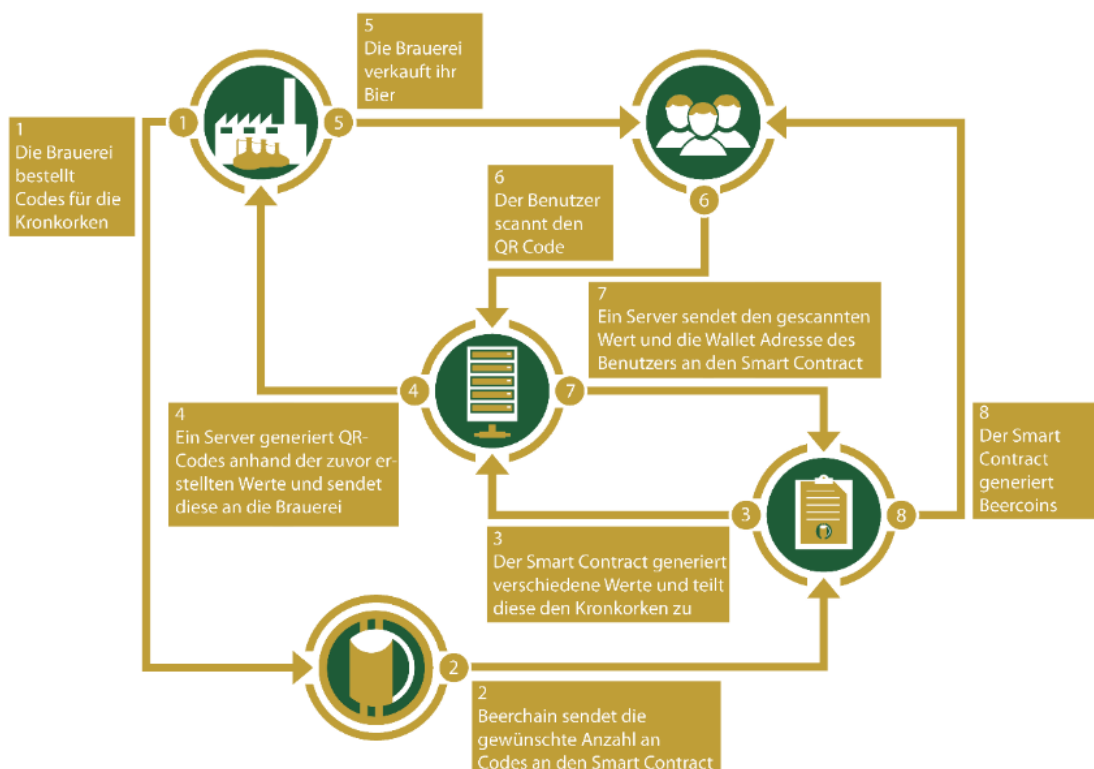 1
Die Brauerei
bestellt
Codes für die
Kronkorken
1
5
Die Brauerei
verkauft ihr
Bier
5
6
Der Benutzer
scannt den
QR Code
6
7
Ein Server sendet den gescannten
Wert und die Wallet Adresse des
Benutzers an den Smart Contract
4
7
4
Ein Server generiert QR-
Codes anhand der zuvor er-
stellten Werte und sendet
diese an die Brauerei
8
Der Smart
Contract
generiert
Beercoins
3
8
3
Der Smart Contract generiert
verschiedene Werte und teilt
diese den Kronkorken zu
2
2
Beerchain sendet die
gewünschte Anzahl an
Codes an den Smart Contract